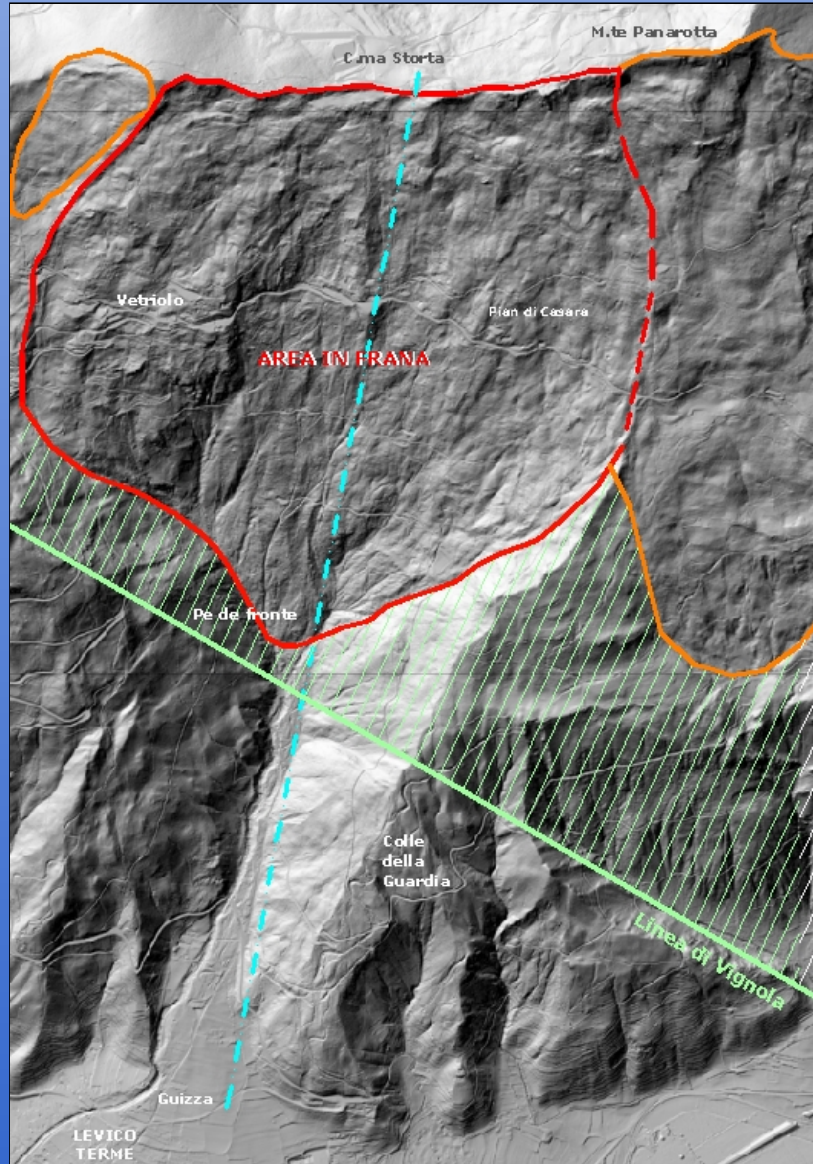 M.te Panarotta
C.ma Storta
Vetriolo
Pian di Casara
AREA IN FRANA
Pe de fronte
Colle
della
Guardia
Linea di Vignola
Guizza
LEVICO
TERME